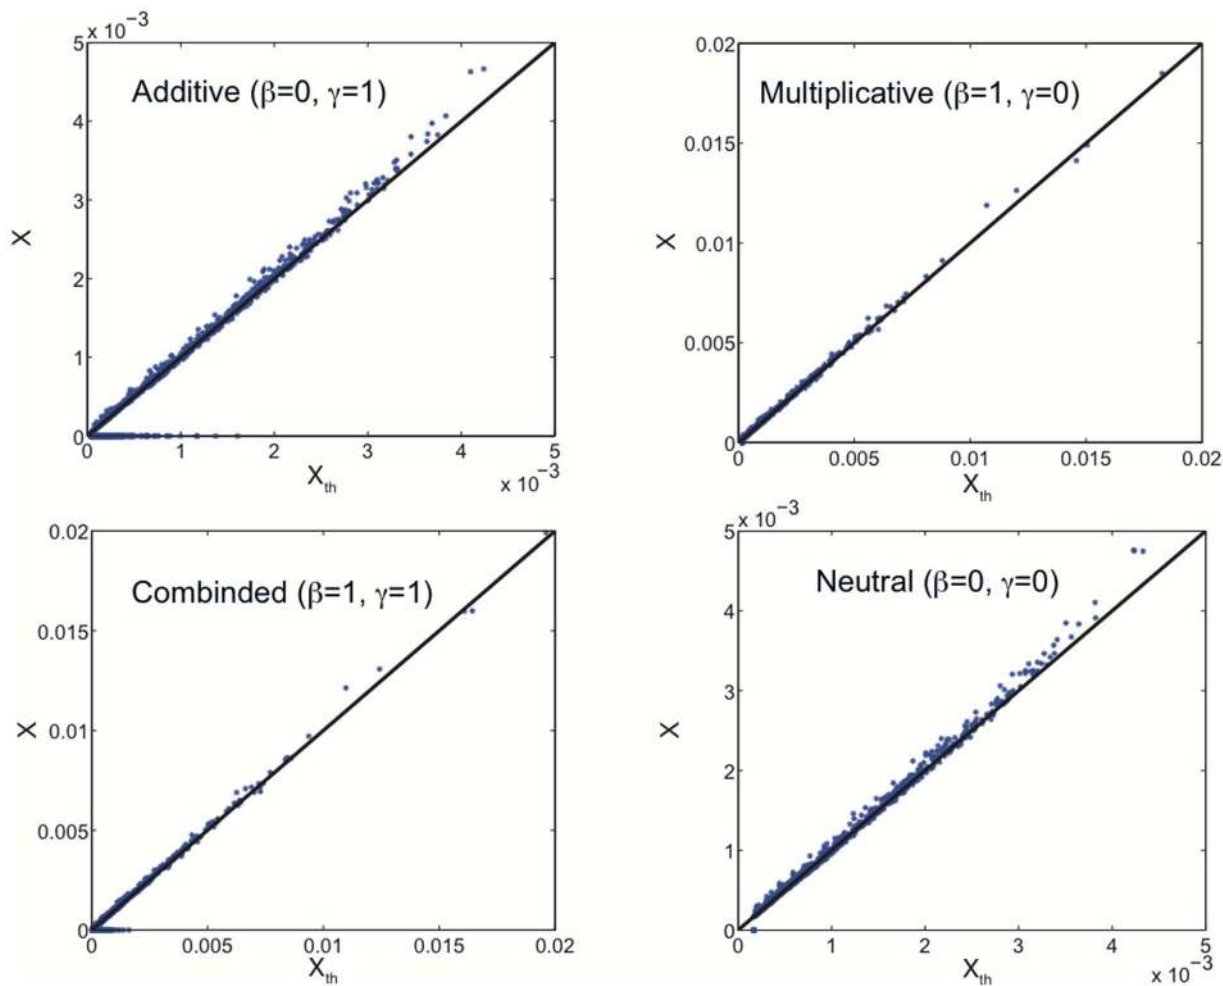 x 10⁻³
5
Additive (β=0, γ=1)
4
3
X
2
1
0
0 1 2 3 4 5
X_th
x 10⁻³
0.02
Multiplicative (β=1, γ=0)
0.015
X
0.01
0.005
0
0 0.005 0.01 0.015 0.02
X_th
0.02
Combinded (β=1, γ=1)
0.015
X
0.01
0.005
0
0 0.005 0.01 0.015 0.02
X_th
x 10⁻³
5
Neutral (β=0, γ=0)
4
3
X
2
1
0
0 1 2 3 4 5
X_th
x 10⁻³